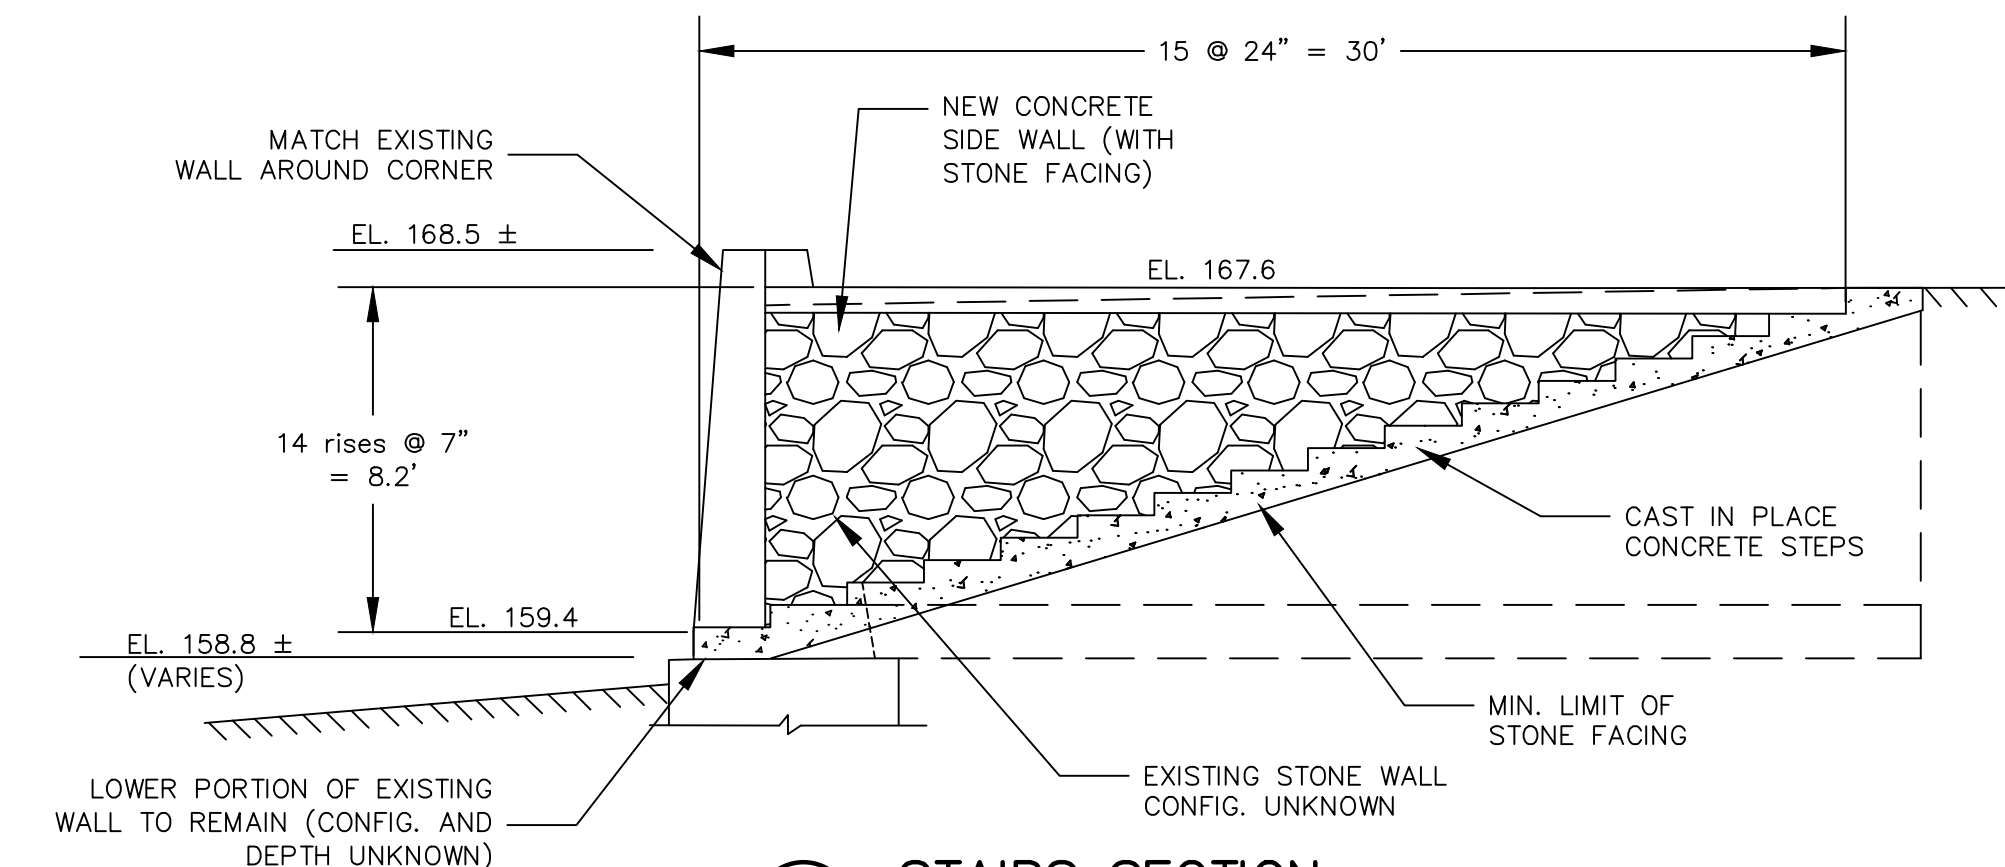 15 @ 24” = 30’
NEW CONCRETE
SIDE WALL (WITH
STONE FACING)
MATCH EXISTING
WALL AROUND CORNER
EL. 168.5 ±
EL. 167.6
14 rises @ 7”
= 8.2’
CAST IN PLACE
CONCRETE STEPS
EL. 159.4
EL. 158.8 ±
(VARIES)
MIN. LIMIT OF
STONE FACING
EXISTING STONE WALL
CONFIG. UNKNOWN
LOWER PORTION OF EXISTING
WALL TO REMAIN (CONFIG. AND
DEPTH UNKNOWN)
STAIRS SECTION